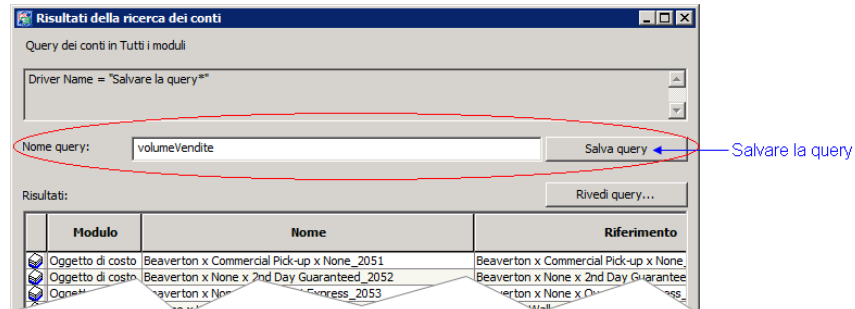 Risultati della ricerca dei conti
Query dei conti in Tutti i moduli
Driver Name = "Salvare la query*"
Nome query: volumeVendite Salva query Salvare la query
Risultati: Rivedi query...
Modulo Nome Riferimento
Oggetto di costo Beaverton x Commercial Pick-up x None_2051 Beaverton x Commercial Pick-up x None_
Oggetto di costo Beaverton x None x 2nd Day Guaranteed_2052 Beaverton x None x 2nd Day Guarantee